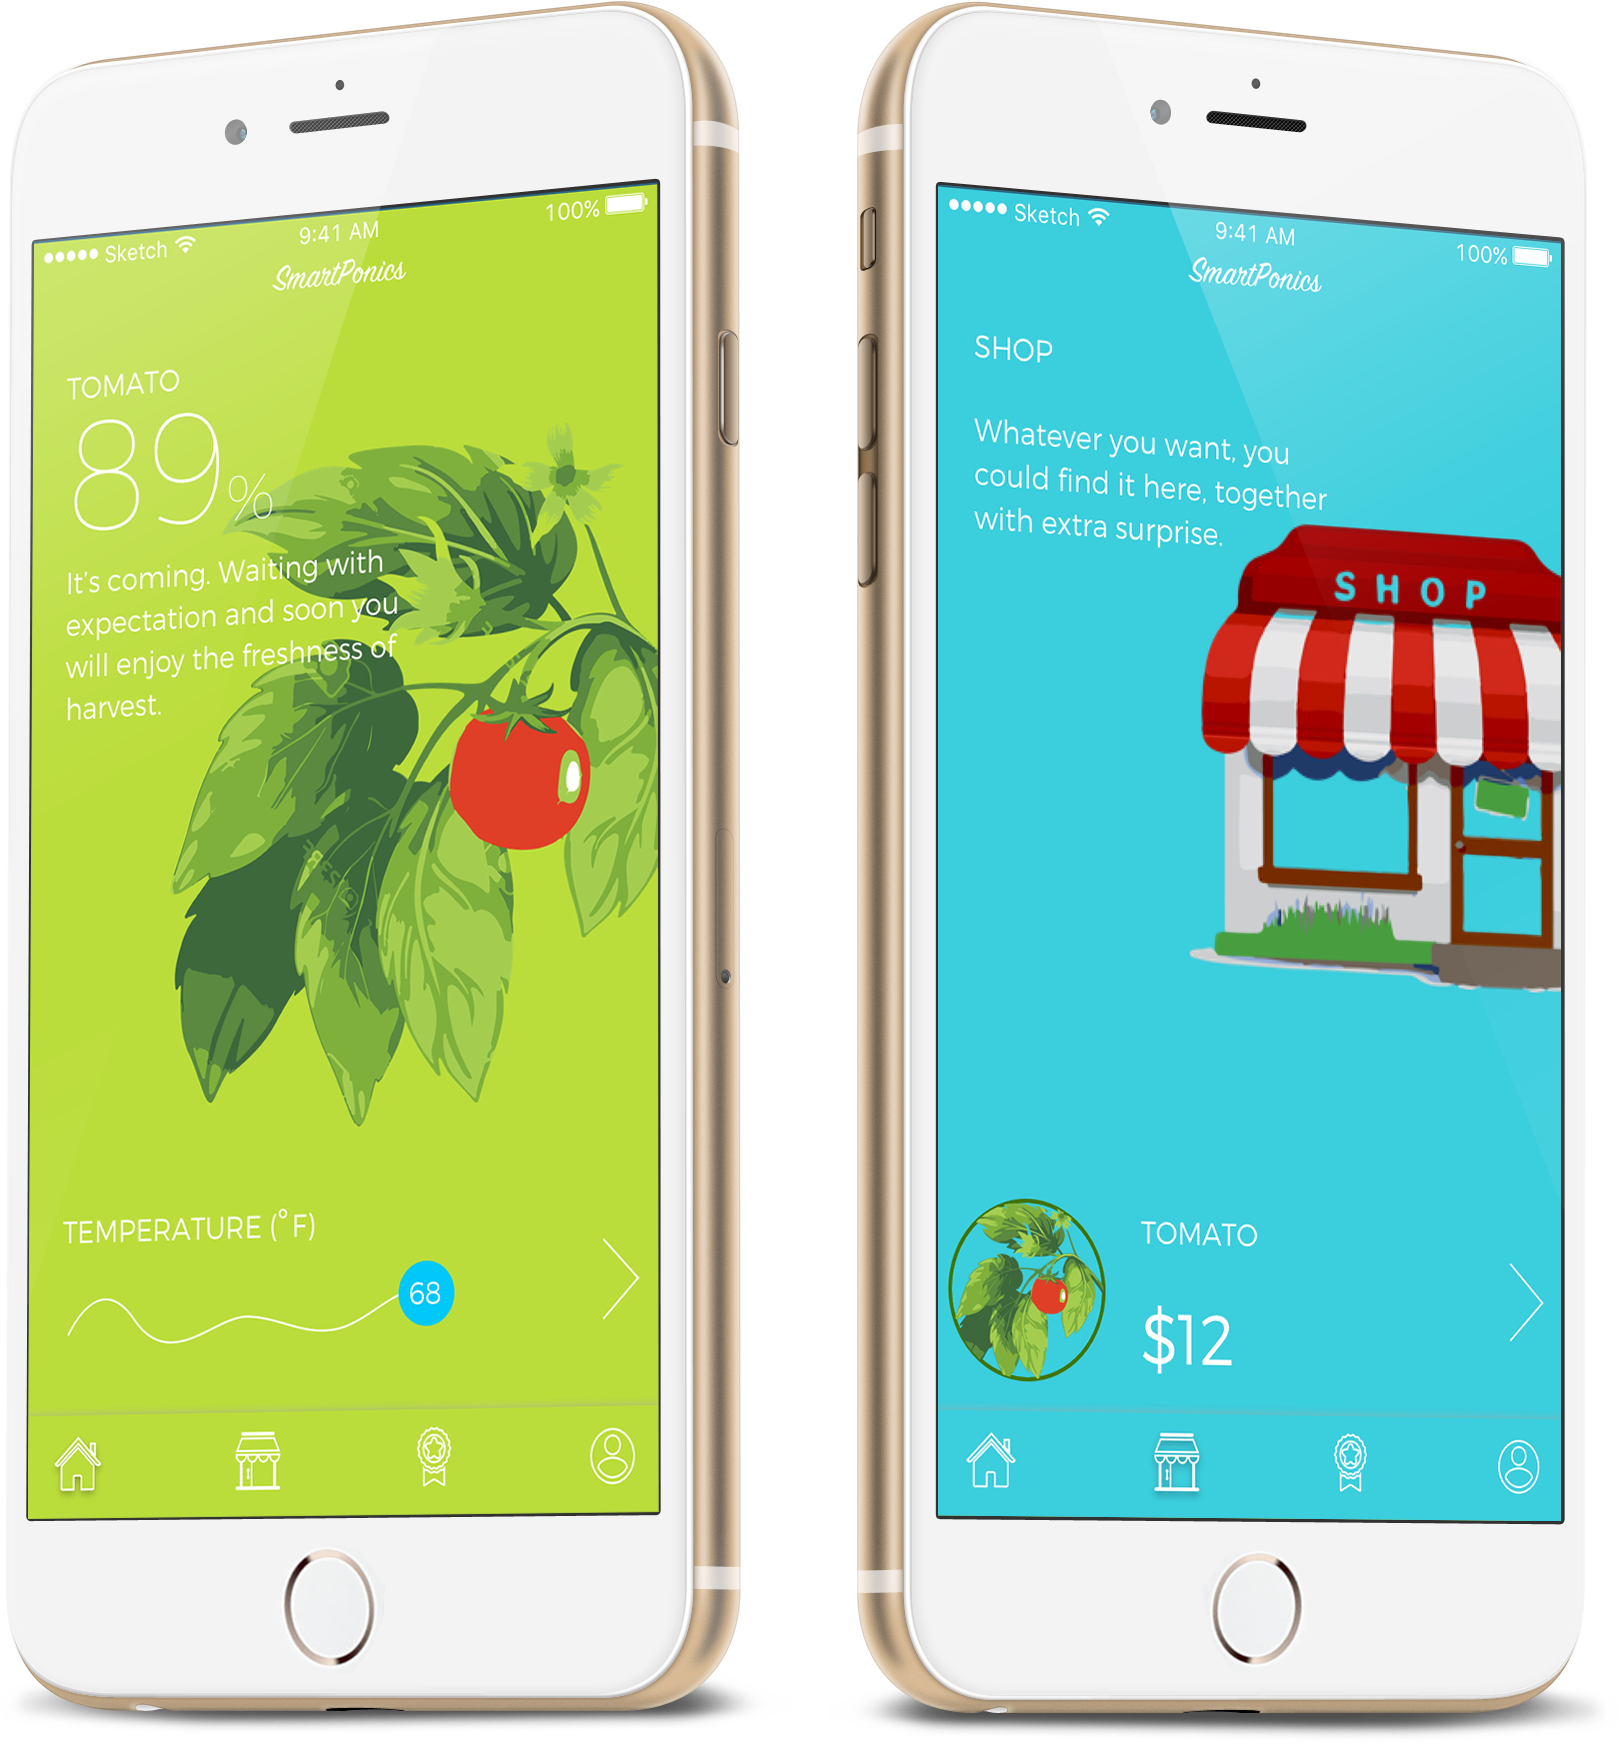 Sketch
9:41 AM
100%
SmartPonics
TOMATO
89%
It's coming. Waiting with
expectation and soon you
will enjoy the freshness of
harvest.
TEMPERATURE (°F)
68
Sketch
9:41 AM
100%
SmartPonics
SHOP
Whatever you want, you
could find it here, together
with extra surprise.
SHOP
TOMATO
$12